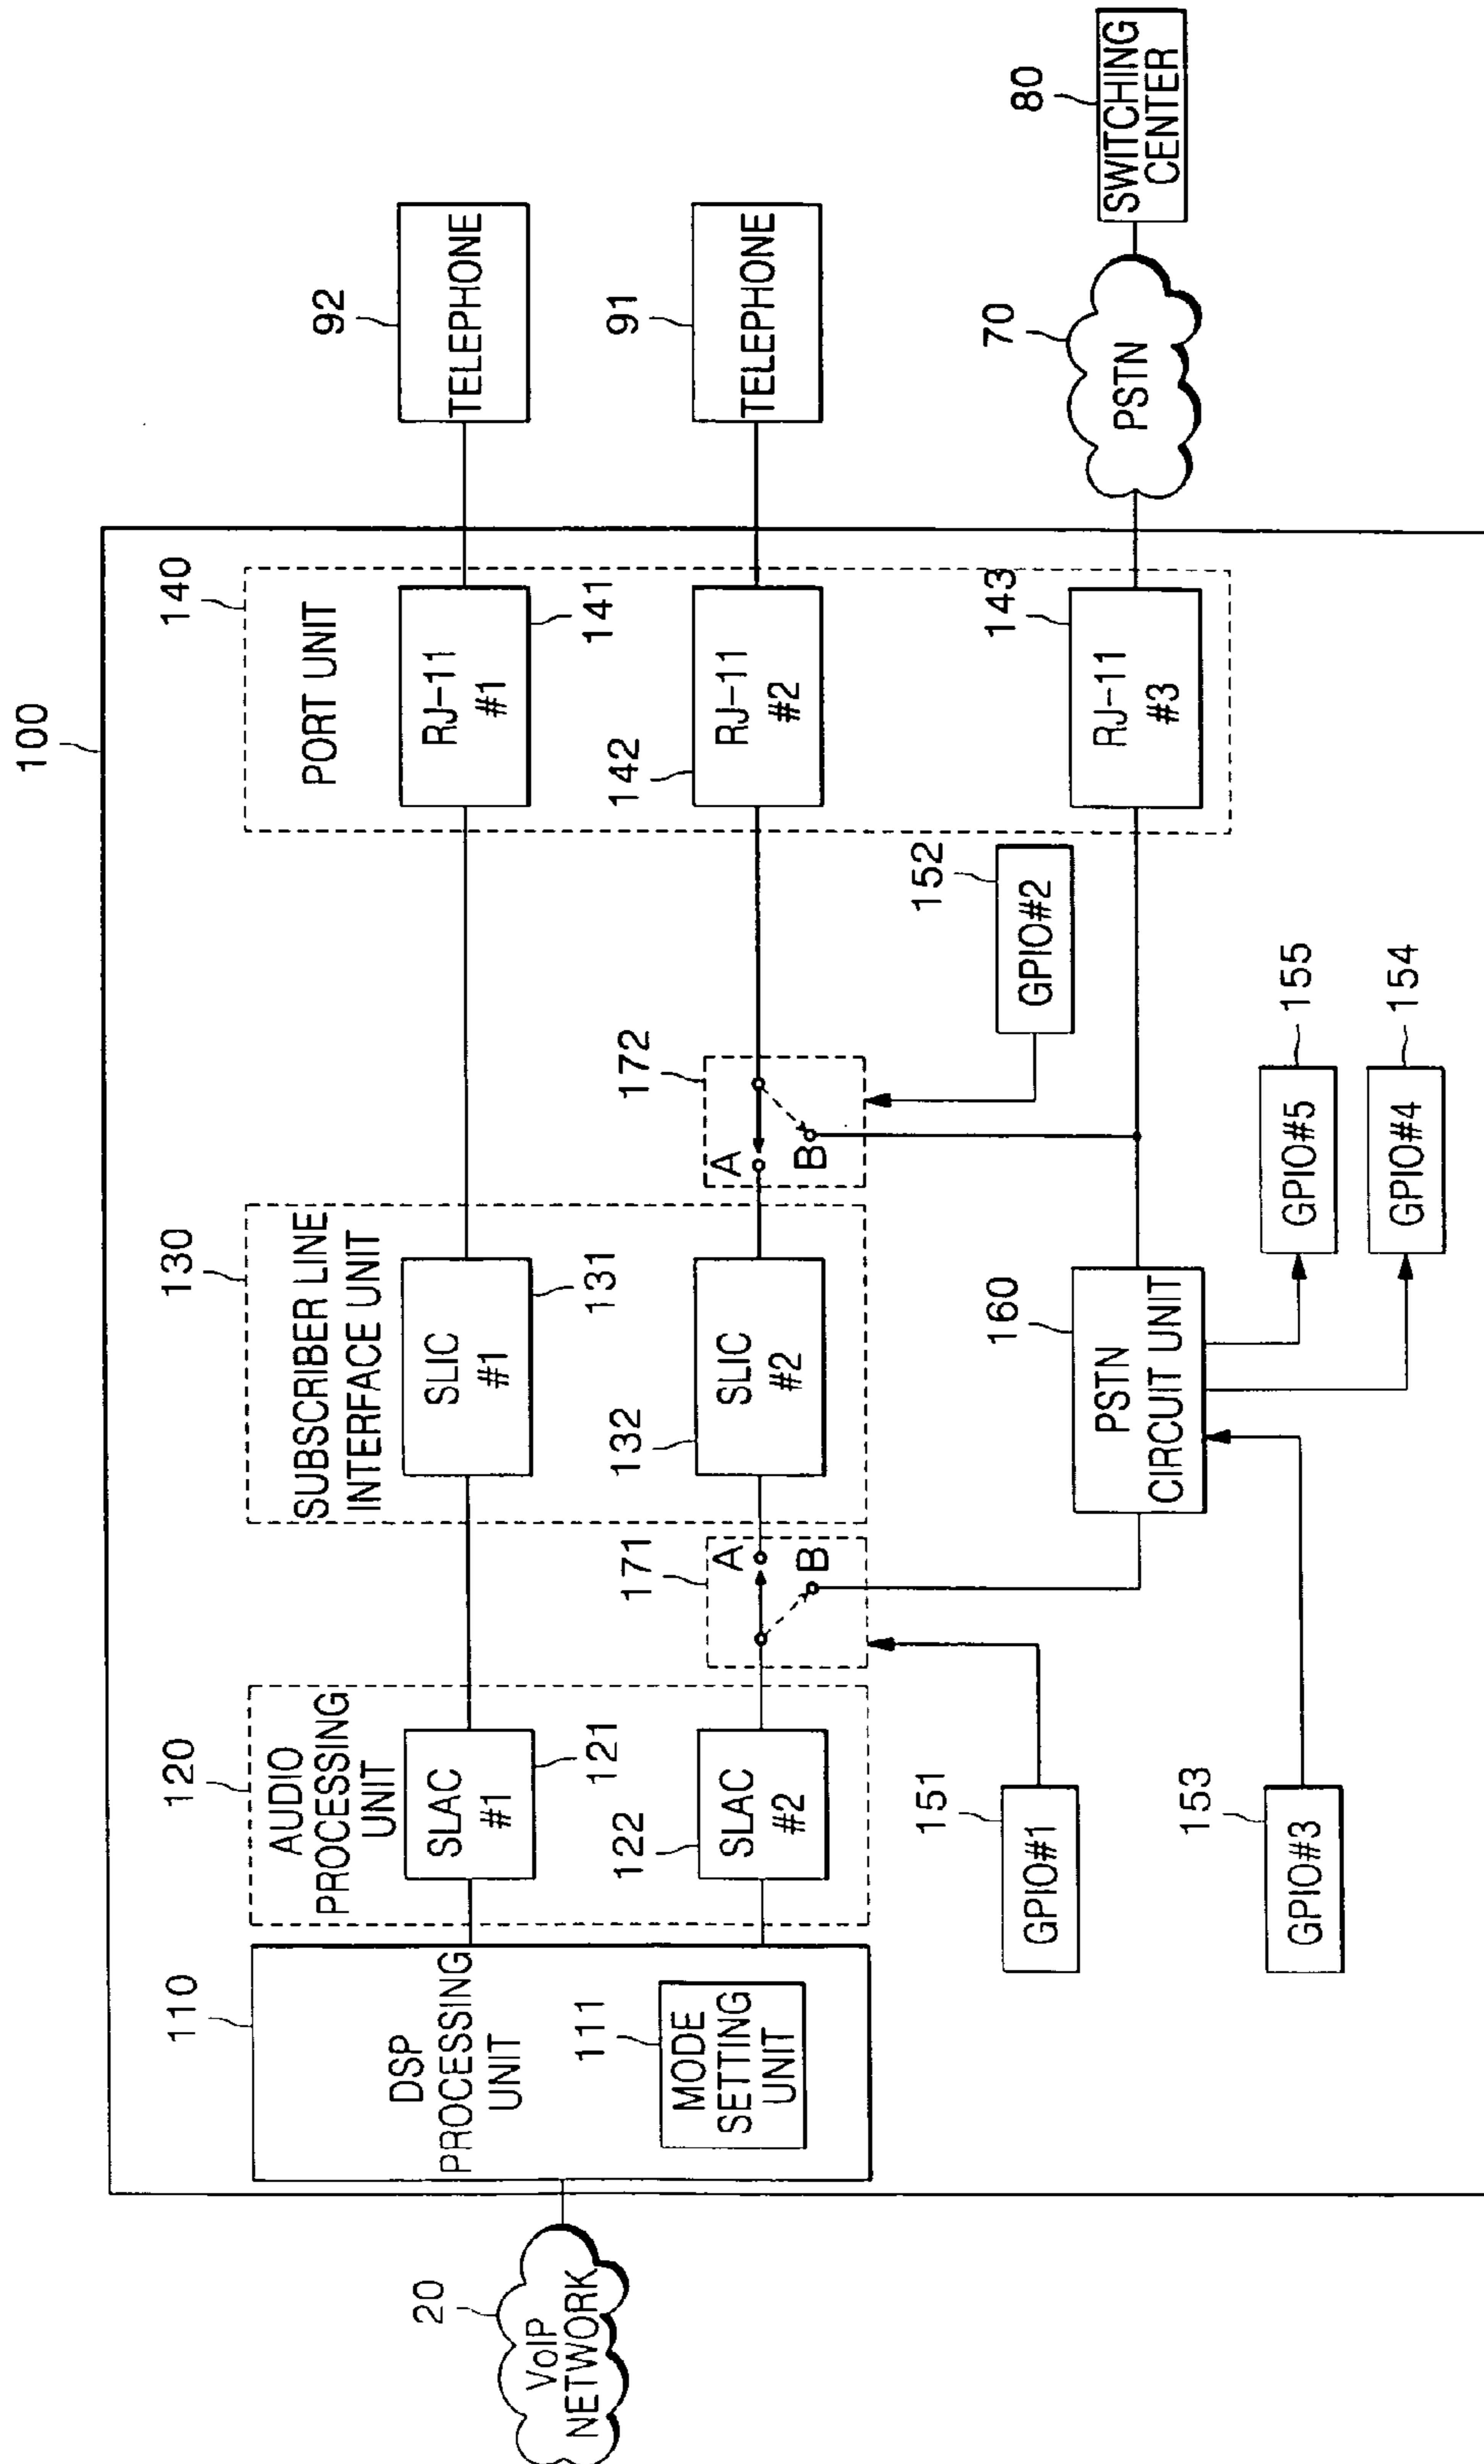 100
140
PORT UNIT
92
TELEPHONE
RJ-11
#1
141
130
SUBSCRIBER LINE
INTERFACE UNIT
SLIC
#1
131
120
AUDIO
PROCESSING
UNIT
SLAC
#1
121
110
DSP
PROCESSING
UNIT
111
MODE
SETTING
UNIT
20
VoIP
NETWORK
122
SLAC
#2
171
A
B
132
SLIC
#2
172
A
B
142
RJ-11
#2
91
TELEPHONE
151
GPIO#1
152
GPIO#2
143
RJ-11
#3
70
PSTN
80
SWITCHING
CENTER
160
PSTN
CIRCUIT UNIT
153
GPIO#3
GPIO#5
155
GPIO#4
154